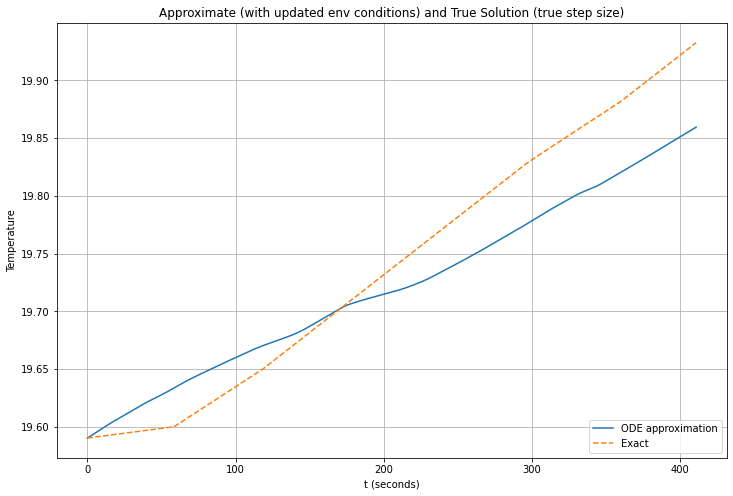 Approximate (with updated env conditions) and True Solution (true step size)
Temperature
19.90
19.85
19.80
19.75
19.70
19.65
19.60
0
100
200
300
400
t (seconds)
ODE approximation
Exact